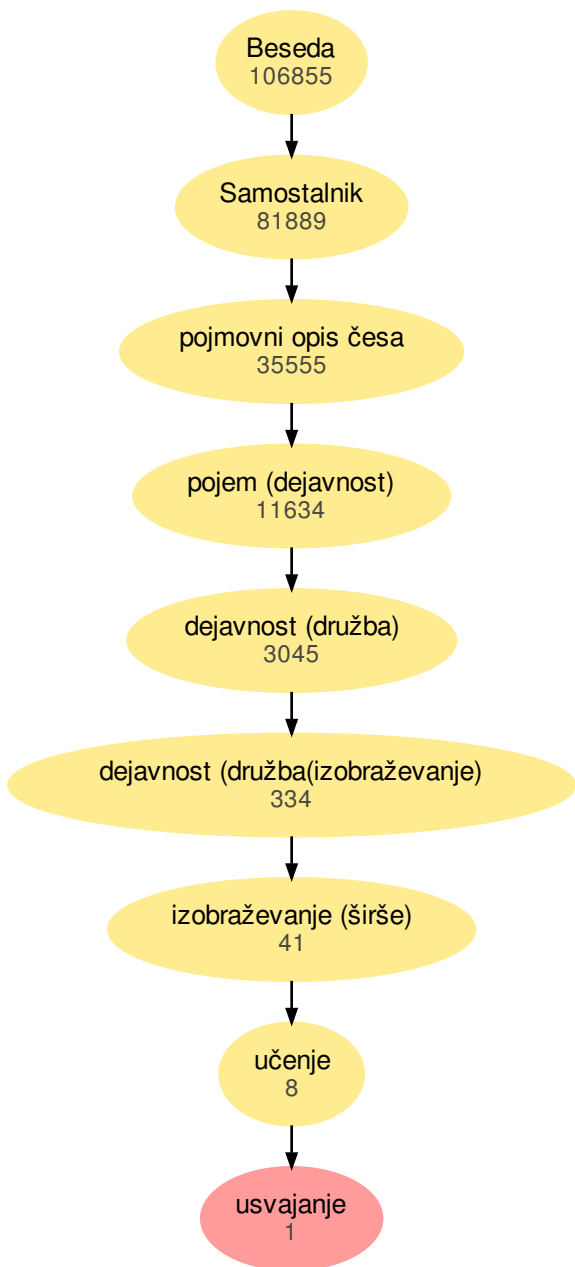 Beseda
106855
Samostalnik
81889
pojmovni opis česa
35555
pojem (dejavnost)
11634
dejavnost (družba)
3045
dejavnost (družba(izobraževanje)
334
izobraževanje (širše)
41
učenje
8
usvajanje
1